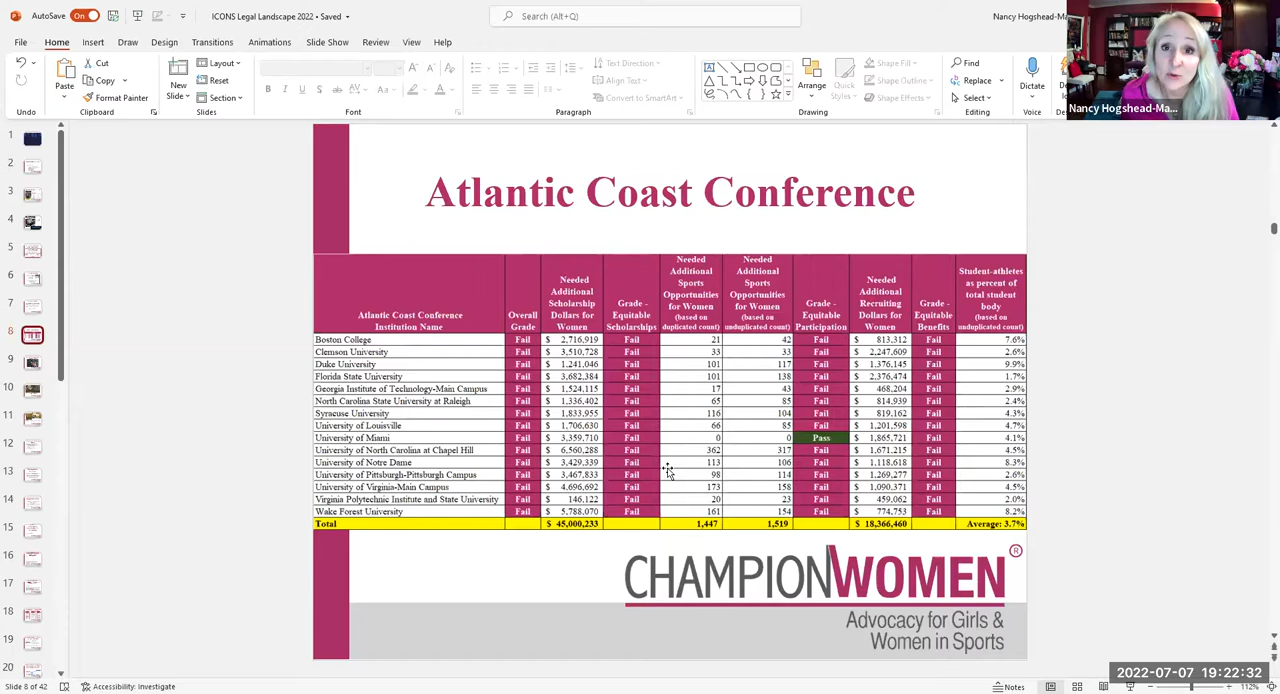 AutoSave On ICONS Legal Landscape 2022 • Saved Search (Alt+Q) Nancy Hogshead-Ma
File Home Insert Draw Design Transitions Animations Slide Show Review View Help
Undo
Paste Cut Copy Format Painter
Clipboard
New Slide Layout Reset Section
Slides
Font
Text Direction Align Text Convert to SmartArt
Paragraph
Arrange Quick Styles Shape Fill Shape Outline Shape Effects
Drawing
Find Replace Select
Editing
Dictate
Voice
Nancy Hogshead-Ma...
1
2
3
4
5
6
7
8
9
10
11
12
13
14
15
16
17
18
19
20
Atlantic Coast Conference
Atlantic Coast Conference Institution Name
Overall Grade
Needed Additional Scholarship Dollars for Women
Grade - Equitable Scholarships
Needed Additional Sports Opportunities for Women (based on duplicated count)
Needed Additional Sports Opportunities for Women (based on unduplicated count)
Grade - Equitable Participation
Needed Additional Recruiting Dollars for Women
Grade - Equitable Benefits
Student-athletes as percent of total student body (based on unduplicated count)
Boston College Fail $ 2,716,919 Fail 21 42 Fail $ 813,312 Fail 7.6%
Clemson University Fail $ 3,510,728 Fail 33 33 Fail $ 2,247,609 Fail 2.6%
Duke University Fail $ 1,241,046 Fail 101 117 Fail $ 1,376,145 Fail 9.9%
Florida State University Fail $ 3,682,384 Fail 101 138 Fail $ 2,376,474 Fail 1.7%
Georgia Institute of Technology-Main Campus Fail $ 1,524,115 Fail 17 43 Fail $ 468,204 Fail 2.9%
North Carolina State University at Raleigh Fail $ 1,336,402 Fail 65 85 Fail $ 814,939 Fail 2.4%
Syracuse University Fail $ 1,833,955 Fail 116 104 Fail $ 819,162 Fail 4.3%
University of Louisville Fail $ 1,706,630 Fail 66 85 Fail $ 1,201,598 Fail 4.7%
University of Miami Fail $ 3,359,710 Fail 0 0 Pass $ 1,865,721 Fail 4.1%
University of North Carolina at Chapel Hill Fail $ 6,560,288 Fail 362 317 Fail $ 1,671,215 Fail 4.5%
University of Notre Dame Fail $ 3,429,339 Fail 113 106 Fail $ 1,118,618 Fail 8.3%
University of Pittsburgh-Pittsburgh Campus Fail $ 3,467,833 Fail 98 114 Fail $ 1,269,277 Fail 2.6%
University of Virginia-Main Campus Fail $ 4,696,692 Fail 173 158 Fail $ 1,090,371 Fail 4.5%
Virginia Polytechnic Institute and State University Fail $ 146,122 Fail 20 23 Fail $ 459,062 Fail 2.0%
Wake Forest University Fail $ 5,788,070 Fail 161 154 Fail $ 774,753 Fail 8.2%
Total $ 45,000,233 1,447 1,519 $ 18,366,460 Average: 3.7%
CHAMPIONWOMEN®
Advocacy for Girls &
Women in Sports
2022-07-07 19:22:32
Slide 8 of 42 Accessibility: Investigate Notes 112%